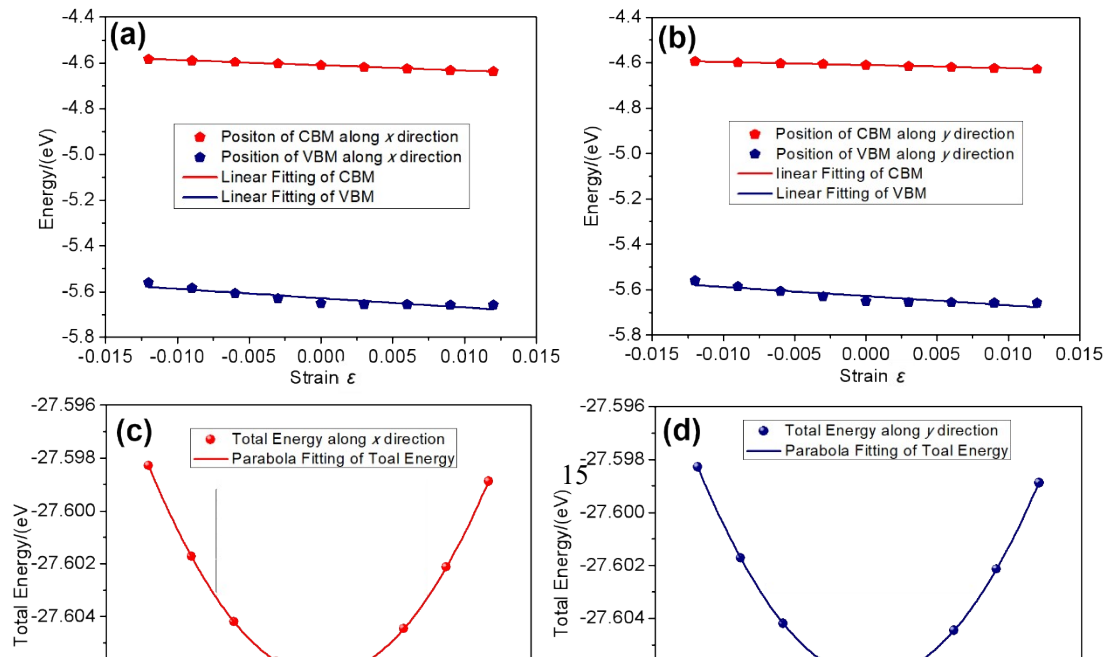 (a)
-4.4
-4.6
-4.8
-5.0
-5.2
-5.4
-5.6
-5.8
Energy/(eV)
Positon of CBM along x direction
Position of VBM along x direction
Linear Fitting of CBM
Linear Fitting of VBM
-0.015 -0.010 -0.005 0.000 0.005 0.010 0.015
Strain ε
(b)
-4.4
-4.6
-4.8
-5.0
-5.2
-5.4
-5.6
-5.8
Energy/(eV)
Position of CBM along y direction
Position of VBM along y direction
linear Fitting of CBM
Linear Fitting of VBM
-0.015 -0.010 -0.005 0.000 0.005 0.010 0.015
Strain ε
(c)
-27.596
-27.598
-27.600
-27.602
-27.604
Total Energy/(eV
Total Energy along x direction
Parabola Fitting of Toal Energy
(d)
-27.596
-27.598
-27.600
-27.602
-27.604
Total Energy/(eV)
Total Energy along y direction
Parabola Fitting of Toal Energy
15